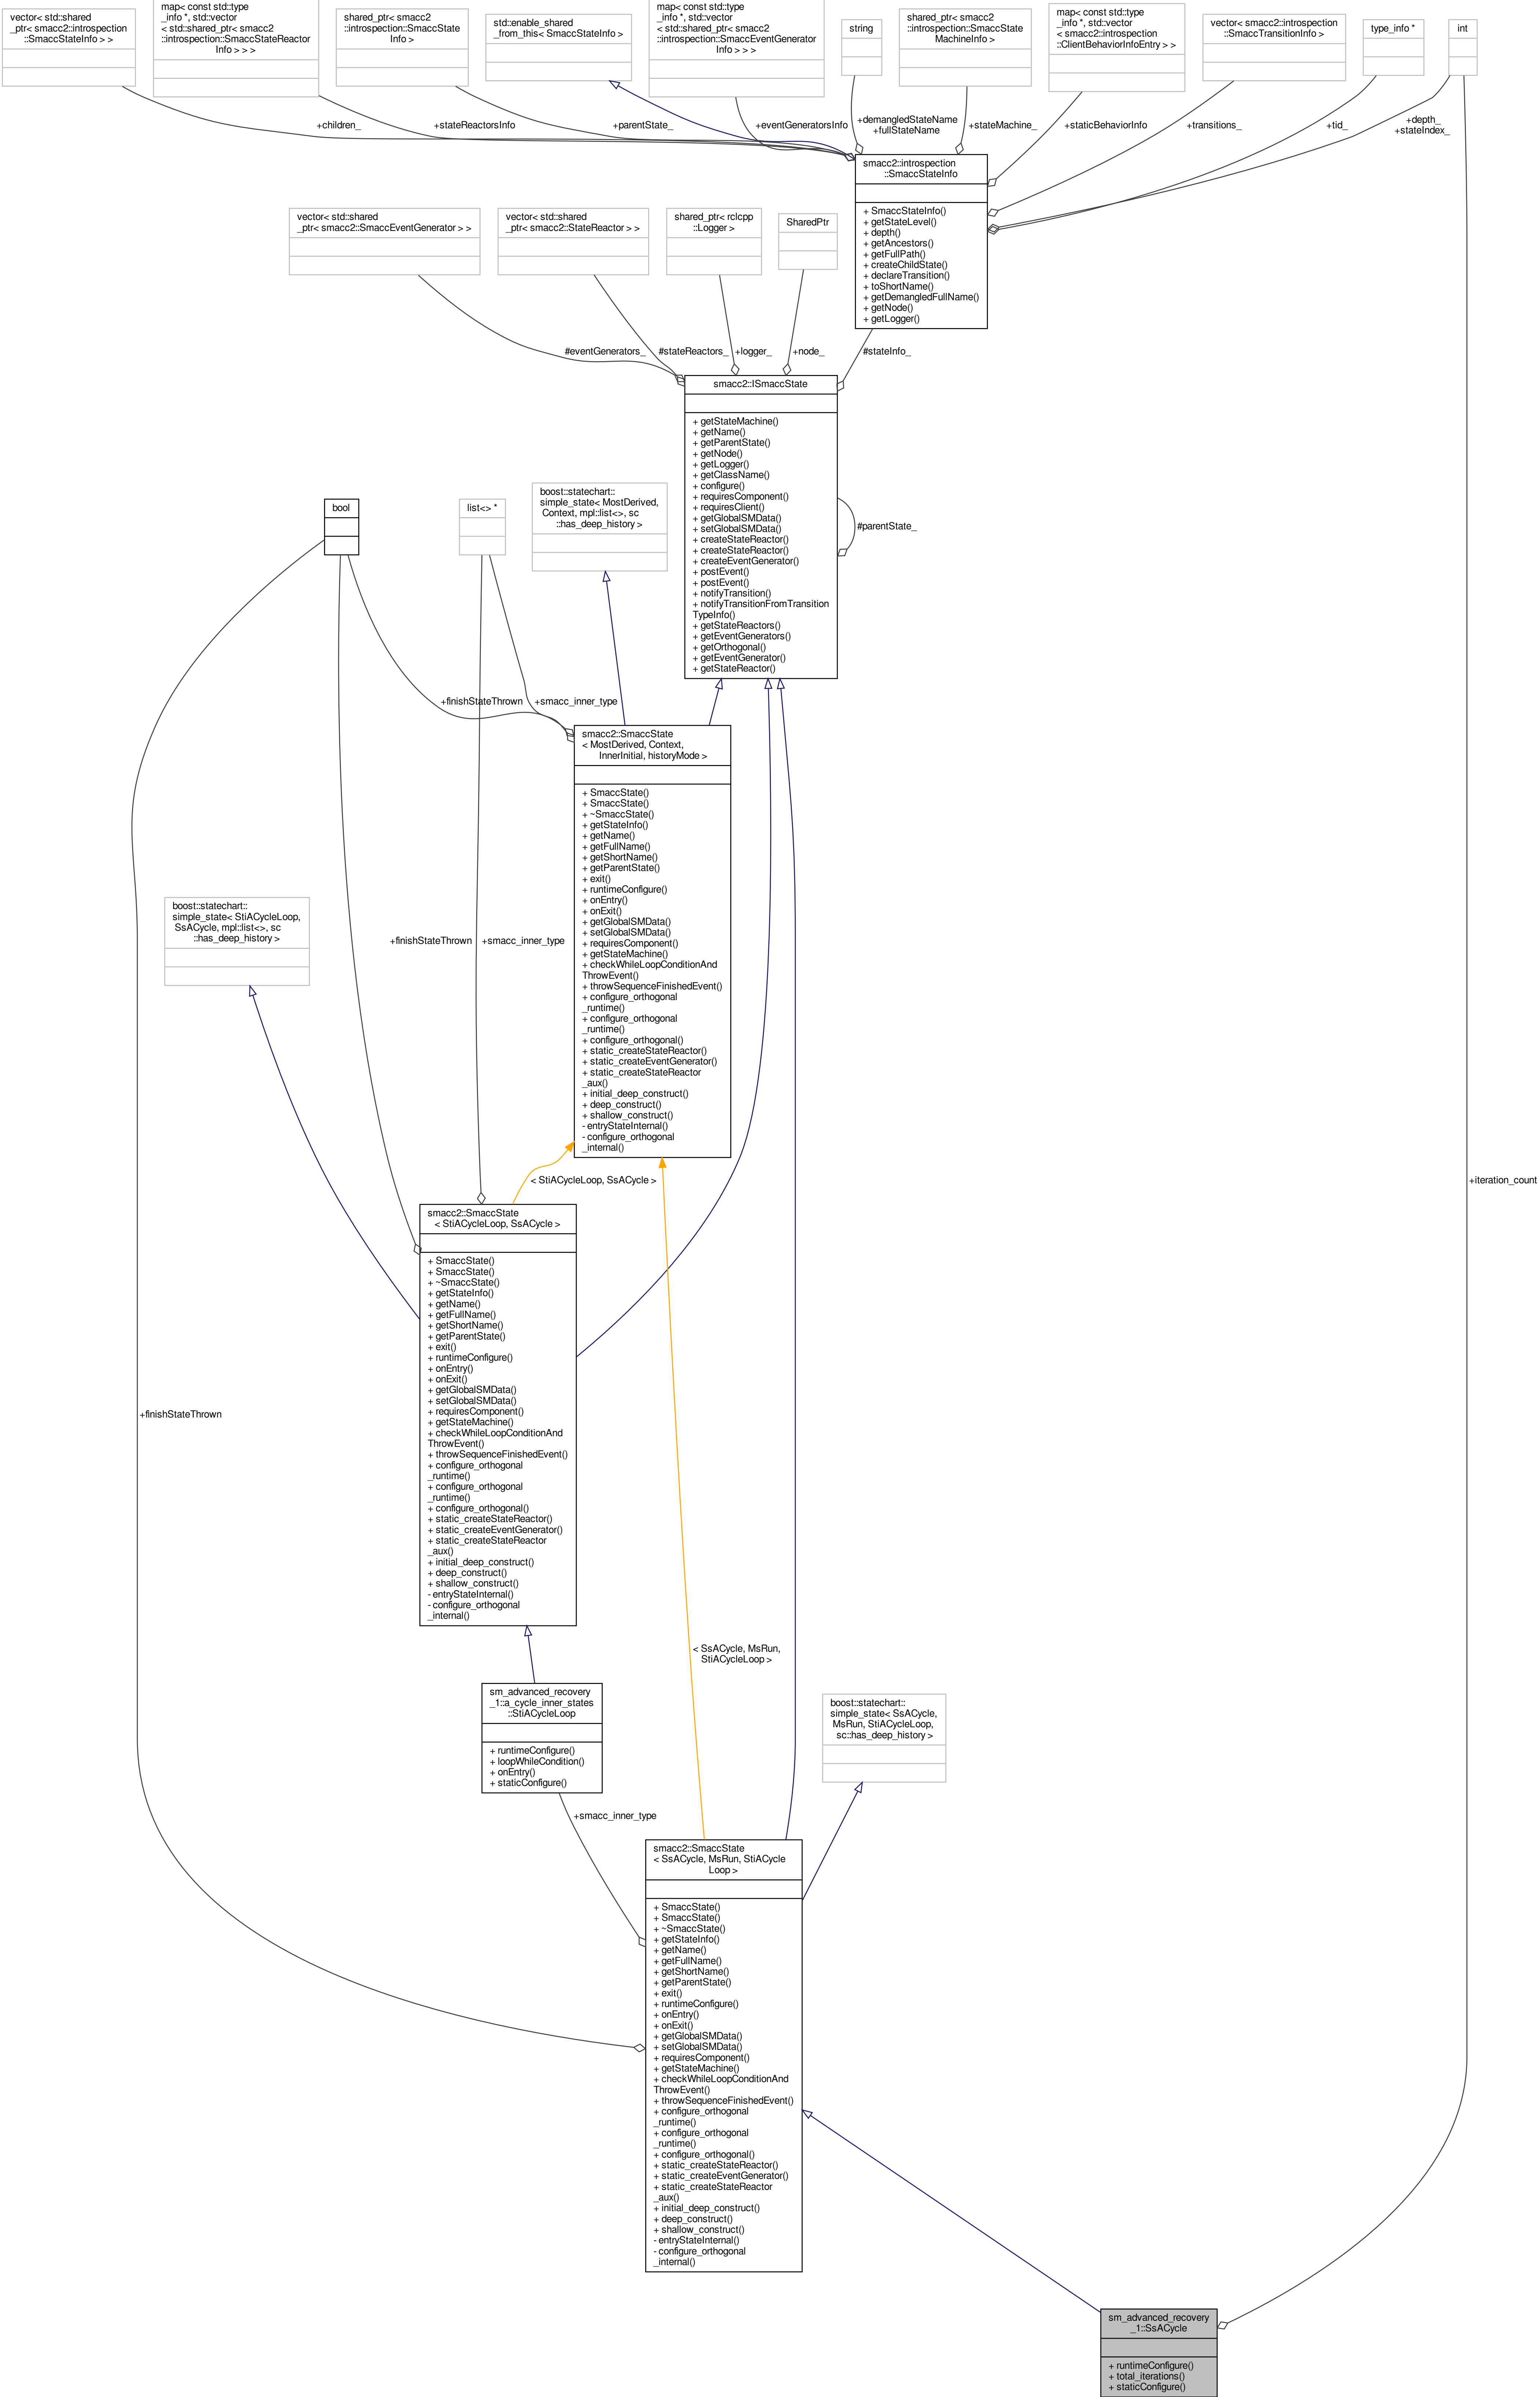 vector< std::shared
_ptr< smacc2::introspection
::SmaccStateInfo > >
map< const std::type
_info *, std::vector
< std::shared_ptr< smacc2
::introspection::SmaccStateReactor
Info > > >
shared_ptr< smacc2
::introspection::SmaccState
Info >
std::enable_shared
_from_this< SmaccStateInfo >
map< const std::type
_info *, std::vector
< std::shared_ptr< smacc2
::introspection::SmaccEventGenerator
Info > > >
string
shared_ptr< smacc2
::introspection::SmaccState
MachineInfo >
map< const std::type
_info *, std::vector
< smacc2::introspection
::ClientBehaviorInfoEntry > >
vector< smacc2::introspection
::SmaccTransitionInfo >
type_info *
int
+children_
+stateReactorsInfo
+parentState_
+eventGeneratorsInfo
+demangledStateName
+fullStateName
+stateMachine_
+staticBehaviorInfo
+transitions_
+tid_
+depth_
+stateIndex_
smacc2::introspection
::SmaccStateInfo
+ SmaccStateInfo()
+ getStateLevel()
+ depth()
+ getAncestors()
+ getFullPath()
+ createChildState()
+ declareTransition()
+ toShortName()
+ getDemangledFullName()
+ getNode()
+ getLogger()
vector< std::shared
_ptr< smacc2::SmaccEventGenerator > >
vector< std::shared
_ptr< smacc2::StateReactor > >
shared_ptr< rclcpp
::Logger >
SharedPtr
#eventGenerators_
#stateReactors_
+logger_
+node_
#stateInfo_
smacc2::ISmaccState
+ getStateMachine()
+ getName()
+ getParentState()
+ getNode()
+ getLogger()
+ getClassName()
+ configure()
+ requiresComponent()
+ requiresClient()
+ getGlobalSMData()
+ setGlobalSMData()
+ createStateReactor()
+ createStateReactor()
+ createEventGenerator()
+ postEvent()
+ postEvent()
+ notifyTransition()
+ notifyTransitionFromTransition
TypeInfo()
+ getStateReactors()
+ getEventGenerators()
+ getOrthogonal()
+ getEventGenerator()
+ getStateReactor()
#parentState_
bool
list<> *
boost::statechart::
simple_state< MostDerived,
Context, mpl::list<>, sc
::has_deep_history >
+finishStateThrown
+smacc_inner_type
smacc2::SmaccState
< MostDerived, Context,
InnerInitial, historyMode >
+ SmaccState()
+ SmaccState()
+ ~SmaccState()
+ getStateInfo()
+ getName()
+ getFullName()
+ getShortName()
+ getParentState()
+ exit()
+ runtimeConfigure()
+ onEntry()
+ onExit()
+ getGlobalSMData()
+ setGlobalSMData()
+ requiresComponent()
+ getStateMachine()
+ checkWhileLoopConditionAnd
ThrowEvent()
+ throwSequenceFinishedEvent()
+ configure_orthogonal
_runtime()
+ configure_orthogonal
_runtime()
+ configure_orthogonal()
+ static_createStateReactor()
+ static_createEventGenerator()
+ static_createStateReactor
_aux()
+ initial_deep_construct()
+ deep_construct()
+ shallow_construct()
- entryStateInternal()
- configure_orthogonal
_internal()
boost::statechart::
simple_state< StiACycleLoop,
SsACycle, mpl::list<>, sc
::has_deep_history >
+finishStateThrown
+smacc_inner_type
< StiACycleLoop, SsACycle >
+iteration_count
smacc2::SmaccState
< StiACycleLoop, SsACycle >
+ SmaccState()
+ SmaccState()
+ ~SmaccState()
+ getStateInfo()
+ getName()
+ getFullName()
+ getShortName()
+ getParentState()
+ exit()
+ runtimeConfigure()
+ onEntry()
+ onExit()
+ getGlobalSMData()
+ setGlobalSMData()
+ requiresComponent()
+ getStateMachine()
+ checkWhileLoopConditionAnd
ThrowEvent()
+ throwSequenceFinishedEvent()
+ configure_orthogonal
_runtime()
+ configure_orthogonal
_runtime()
+ configure_orthogonal()
+ static_createStateReactor()
+ static_createEventGenerator()
+ static_createStateReactor
_aux()
+ initial_deep_construct()
+ deep_construct()
+ shallow_construct()
- entryStateInternal()
- configure_orthogonal
_internal()
+finishStateThrown
< SsACycle, MsRun,
StiACycleLoop >
sm_advanced_recovery
_1::a_cycle_inner_states
::StiACycleLoop
+ runtimeConfigure()
+ loopWhileCondition()
+ onEntry()
+ staticConfigure()
boost::statechart::
simple_state< SsACycle,
MsRun, StiACycleLoop,
sc::has_deep_history >
+smacc_inner_type
smacc2::SmaccState
< SsACycle, MsRun, StiACycle
Loop >
+ SmaccState()
+ SmaccState()
+ ~SmaccState()
+ getStateInfo()
+ getName()
+ getFullName()
+ getShortName()
+ getParentState()
+ exit()
+ runtimeConfigure()
+ onEntry()
+ onExit()
+ getGlobalSMData()
+ setGlobalSMData()
+ requiresComponent()
+ getStateMachine()
+ checkWhileLoopConditionAnd
ThrowEvent()
+ throwSequenceFinishedEvent()
+ configure_orthogonal
_runtime()
+ configure_orthogonal
_runtime()
+ configure_orthogonal()
+ static_createStateReactor()
+ static_createEventGenerator()
+ static_createStateReactor
_aux()
+ initial_deep_construct()
+ deep_construct()
+ shallow_construct()
- entryStateInternal()
- configure_orthogonal
_internal()
sm_advanced_recovery
_1::SsACycle
+ runtimeConfigure()
+ total_iterations()
+ staticConfigure()